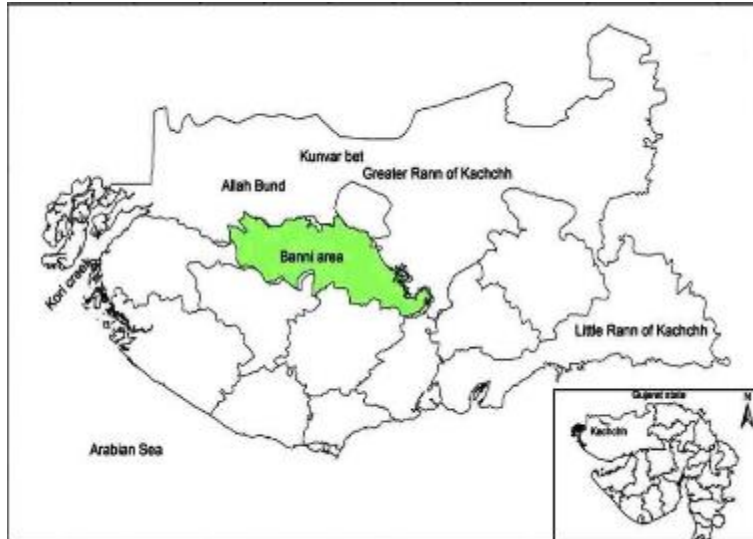 Kunvar bet
Greater Rann of Kachchh
Allah Bund
Banni area
Kori creek
Little Rann of Kachchh
Arabian Sea
Gujarat state
N
Kachchh